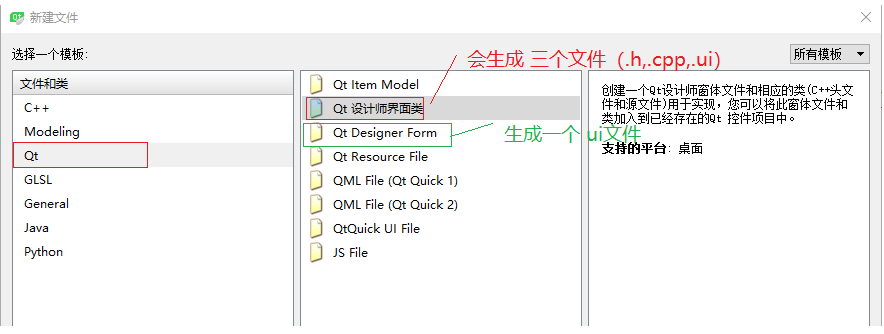 新建文件
选择一个模板:
会生成 三个文件（.h,.cpp,.ui）
所有模板
文件和类
C++
Modeling
Qt
GLSL
General
Java
Python
Qt Item Model
Qt 设计师界面类
Qt Designer Form
生成一个 ui文件
Qt Resource File
QML File (Qt Quick 1)
QML File (Qt Quick 2)
QtQuick UI File
JS File
创建一个Qt设计师窗体文件和相应的类(C++头文
件和源文件)用于实现，您可以将此窗体文件和
类加入到已经存在的Qt 控件项目中。
支持的平台: 桌面